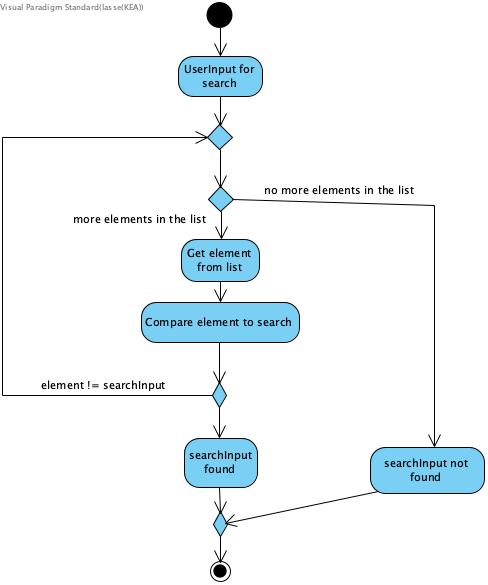 Visual Paradigm Standard(lasse(KEA))
UserInput for
search
no more elements in the list
more elements in the list
Get element
from list
Compare element to search
element != searchInput
searchInput
found
searchInput not
found